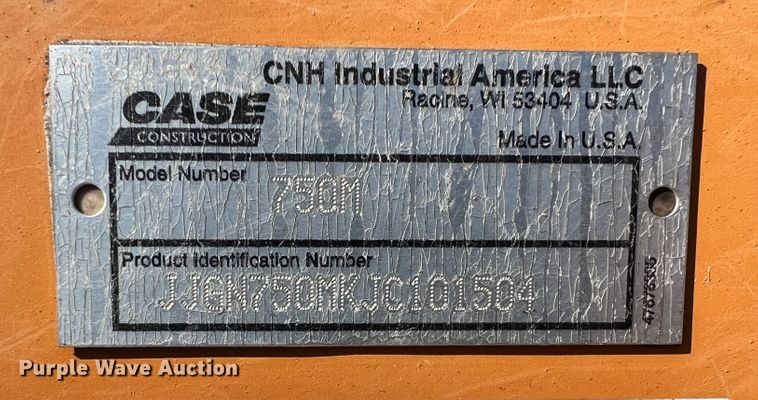 CNH Industrial America LLC
Racine, WI 53404 U.S.A.
CASE
CONSTRUCTION
Made In U.S.A.
Model Number
750M
Product Identification Number
JJGN750MKJC101504
Purple Wave Auction